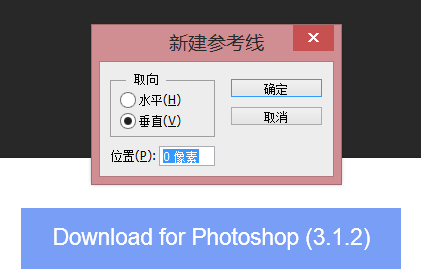 新建参考线
取向
水平(H)
垂直(V)
确定
取消
位置(P): 0 像素
Download for Photoshop (3.1.2)